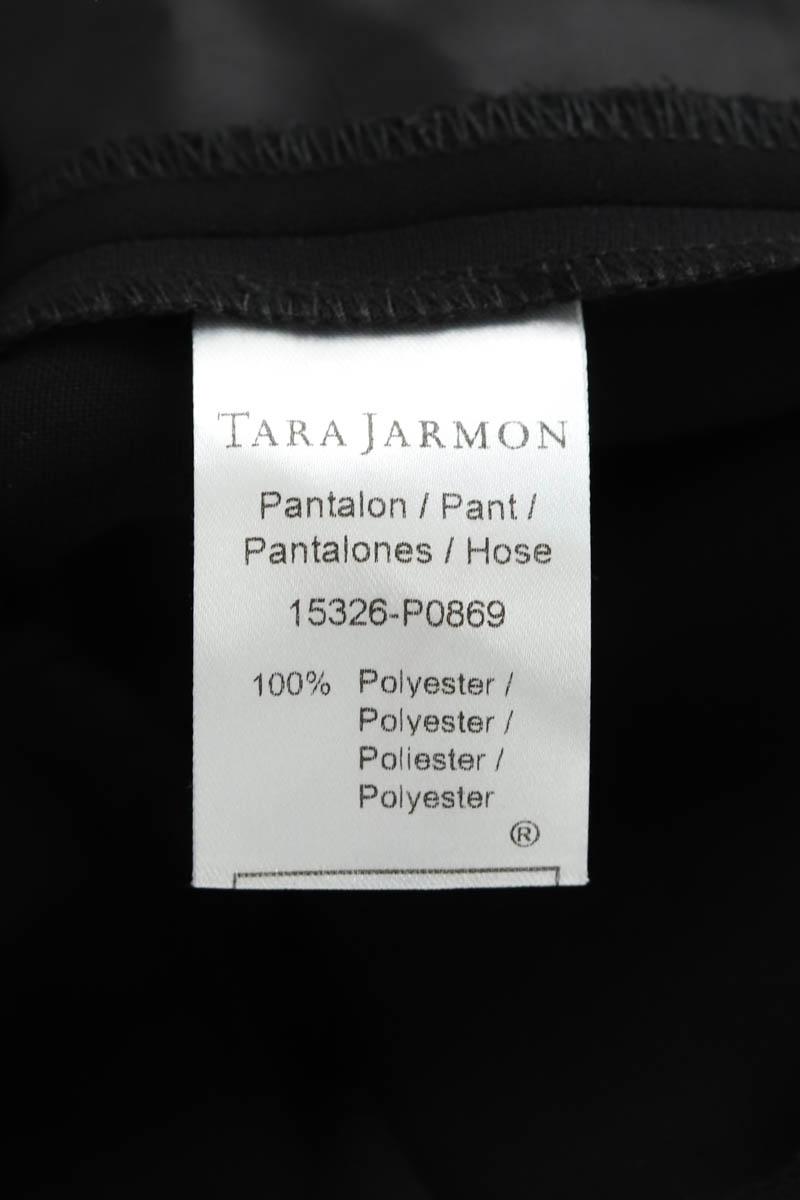 TARA JARMON
Pantalon / Pant /
Pantalones / Hose
15326-P0869
100% Polyester /
Polyester /
Poliester /
Polyester
®